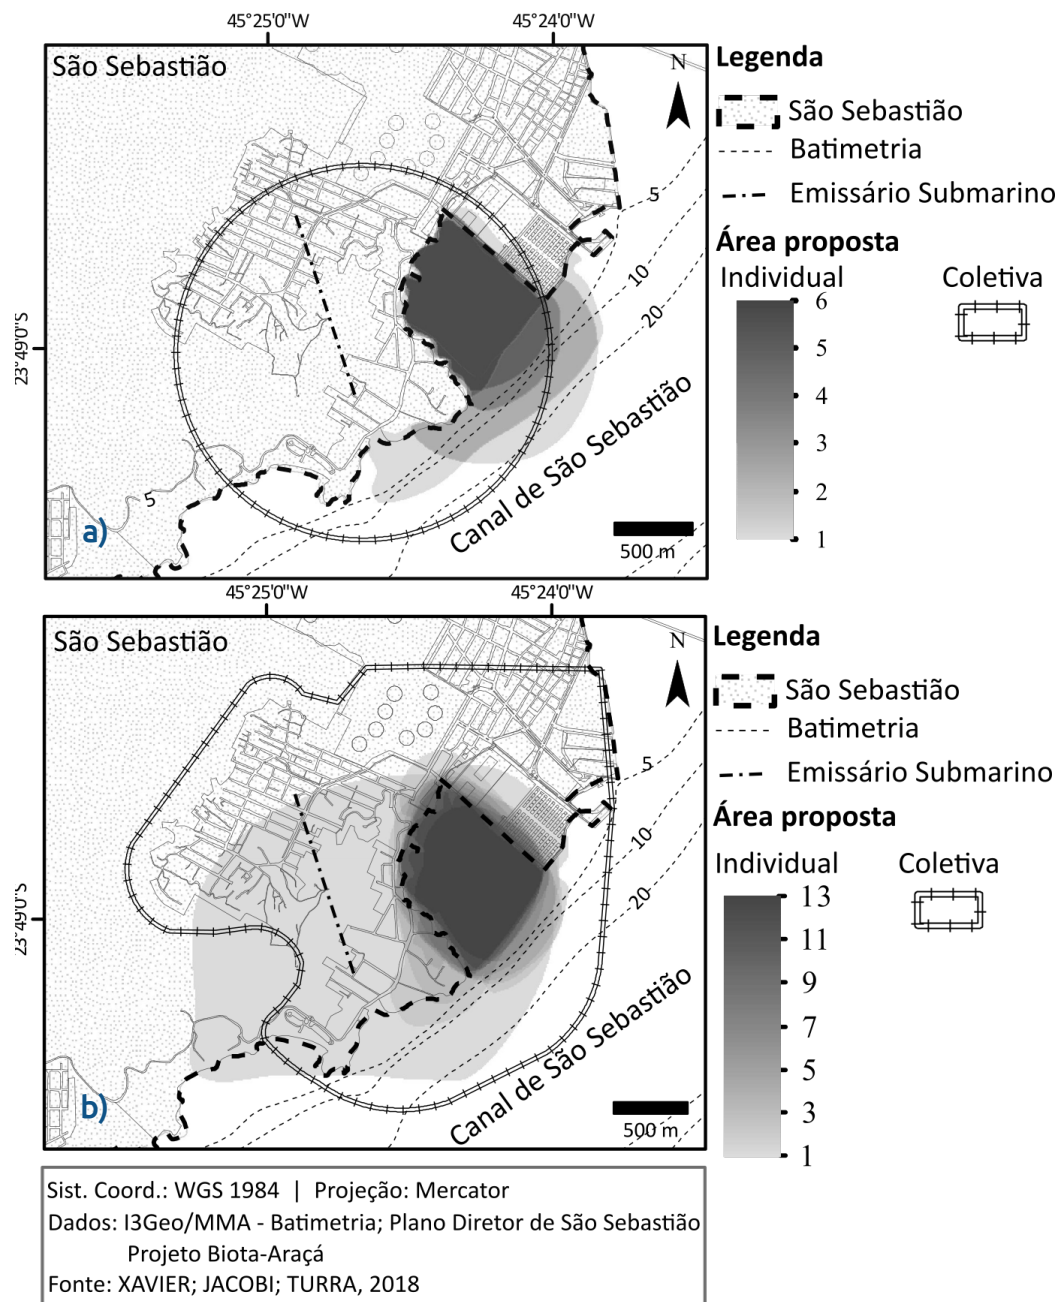 45°25'0"W
45°24'0"W
São Sebastião
N
5
10
20
23°49'0"S
Canal de São Sebastião
5
a)
500 m
Legenda
São Sebastião
Batimetria
Emissário Submarino
Área proposta
Individual
Coletiva
6
5
4
3
2
1
45°25'0"W
45°24'0"W
São Sebastião
N
5
10
20
23°49'0"S
Canal de São Sebastião
b)
500 m
Legenda
São Sebastião
Batimetria
Emissário Submarino
Área proposta
Individual
Coletiva
13
11
9
7
5
3
1
Sist. Coord.: WGS 1984 | Projeção: Mercator
Dados: I3Geo/MMA - Batimetria; Plano Diretor de São Sebastião
Projeto Biota-Araçá
Fonte: XAVIER; JACOBI; TURRA, 2018